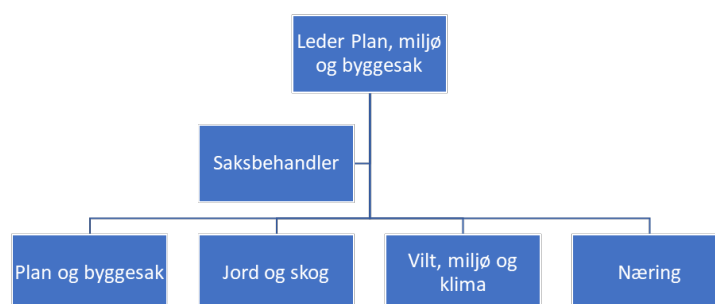 Leder Plan, miljø
og byggesak
Saksbehandler
Plan og byggesak
Jord og skog
Vilt, miljø og
klima
Næring